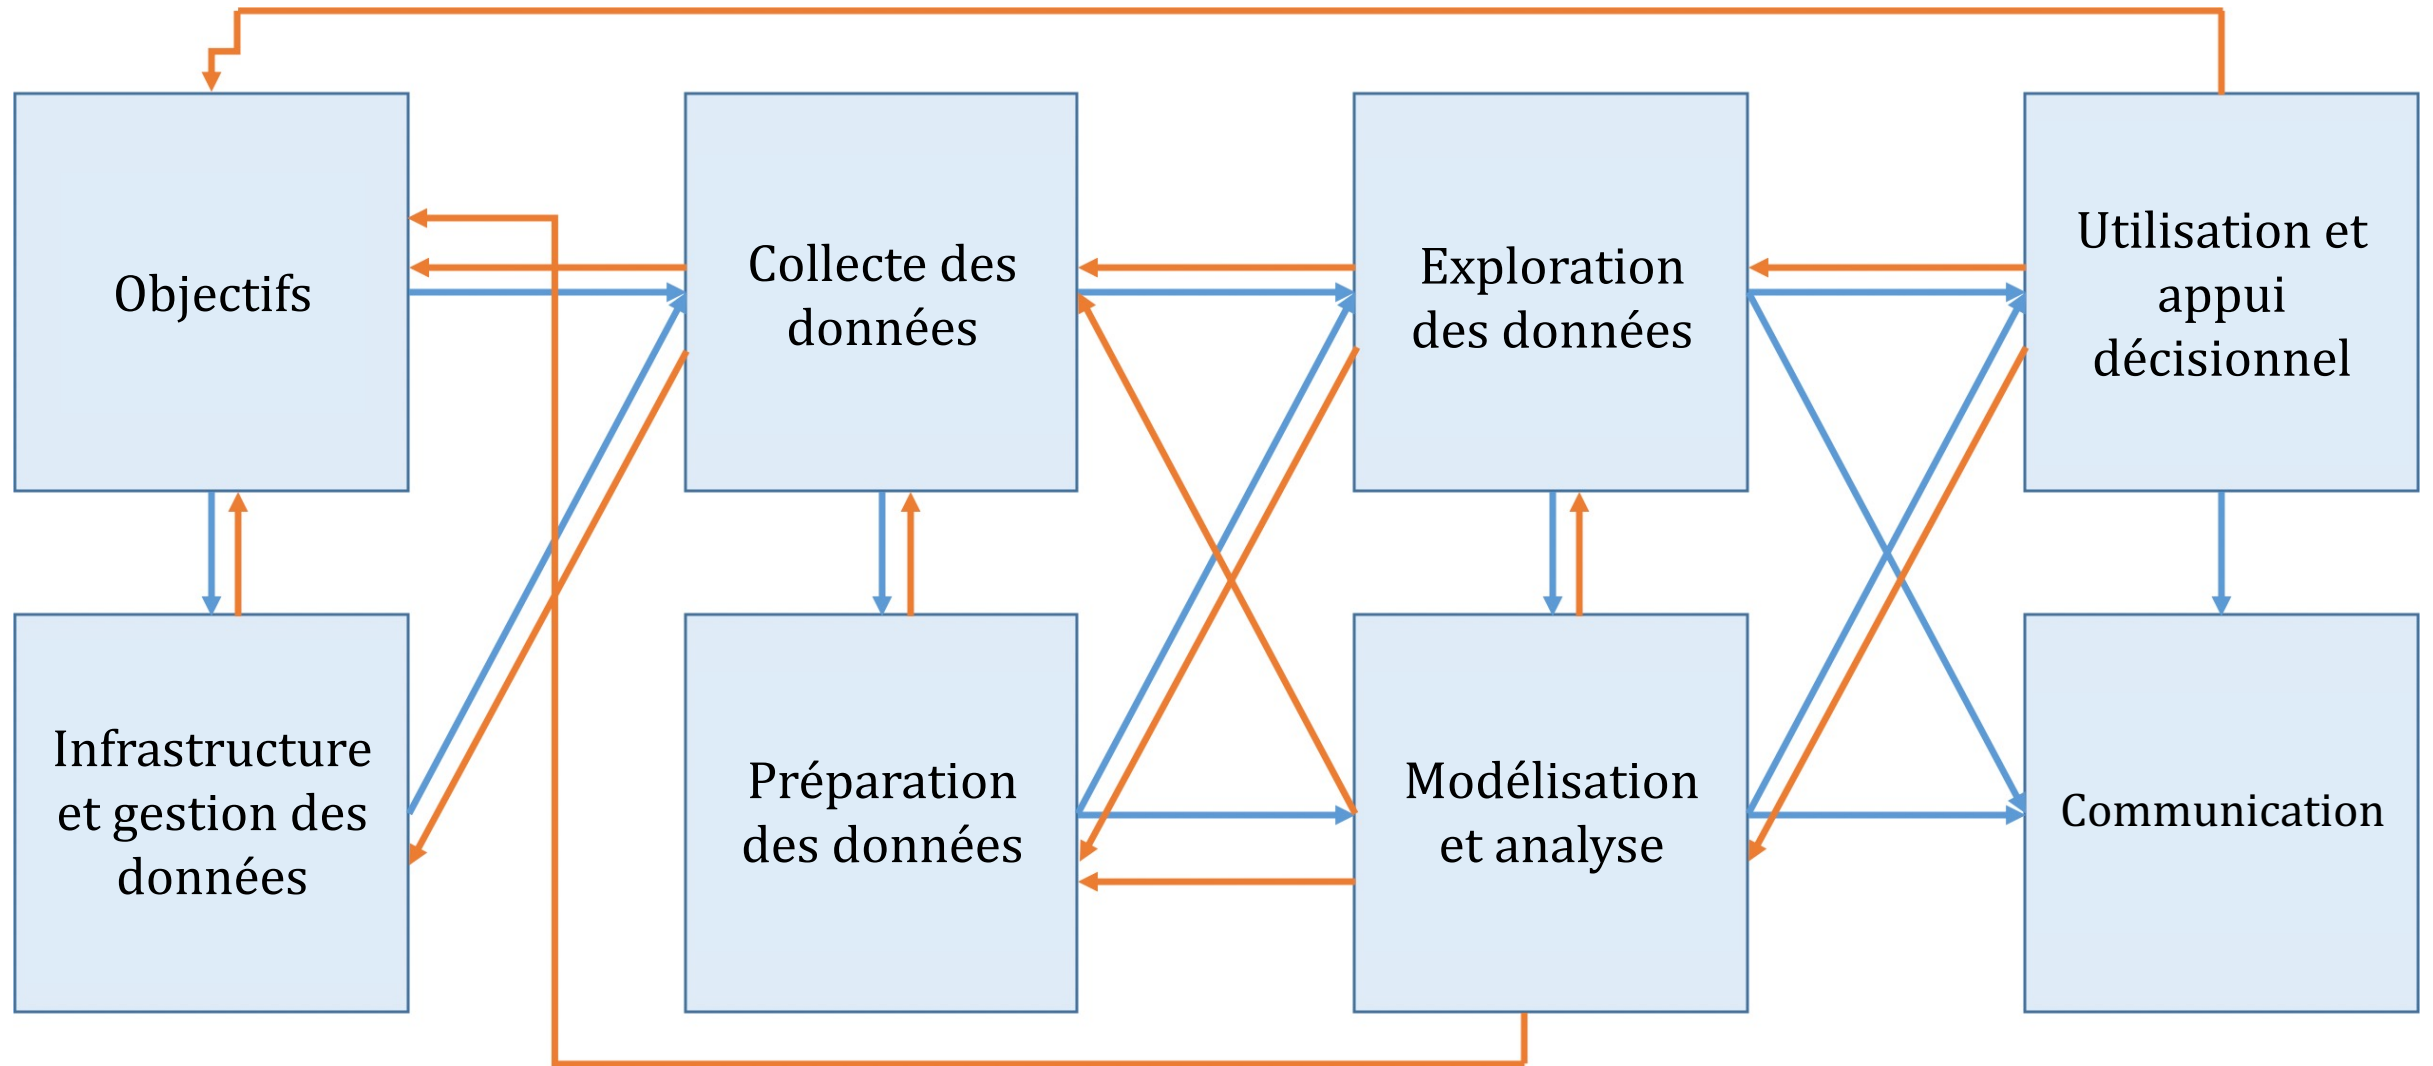 Objectifs
Collecte des
données
Exploration
des données
Utilisation et
appui
décisionnel
Infrastructure
et gestion des
données
Préparation
des données
Modélisation
et analyse
Communication